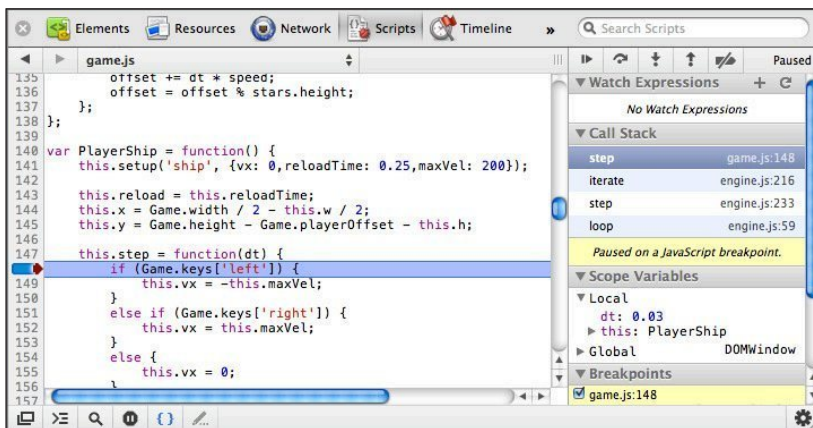 Elements Resources Network Scripts Timeline » Search Scripts
game.js Paused
135 offset += dt * speed;
136 offset = offset % stars.height;
137 };
138 };
139
140 var PlayerShip = function() {
141 this.setup('ship', {vx: 0,reloadTime: 0.25,maxVel: 200});
142
143 this.reload = this.reloadTime;
144 this.x = Game.width / 2 - this.w / 2;
145 this.y = Game.height - Game.playerOffset - this.h;
146
147 this.step = function(dt) {
if (Game.keys['left']) {
149 this.vx = -this.maxVel;
150 }
151 else if (Game.keys['right']) {
152 this.vx = this.maxVel;
153 }
154 else {
155 this.vx = 0;
156 }
157
Watch Expressions + 
No Watch Expressions
Call Stack
step game.js:148
iterate engine.js:216
step engine.js:233
loop engine.js:59
Paused on a JavaScript breakpoint.
Scope Variables
Local
dt: 0.03
this: PlayerShip
Global DOMWindow
Breakpoints
game.js:148
{}